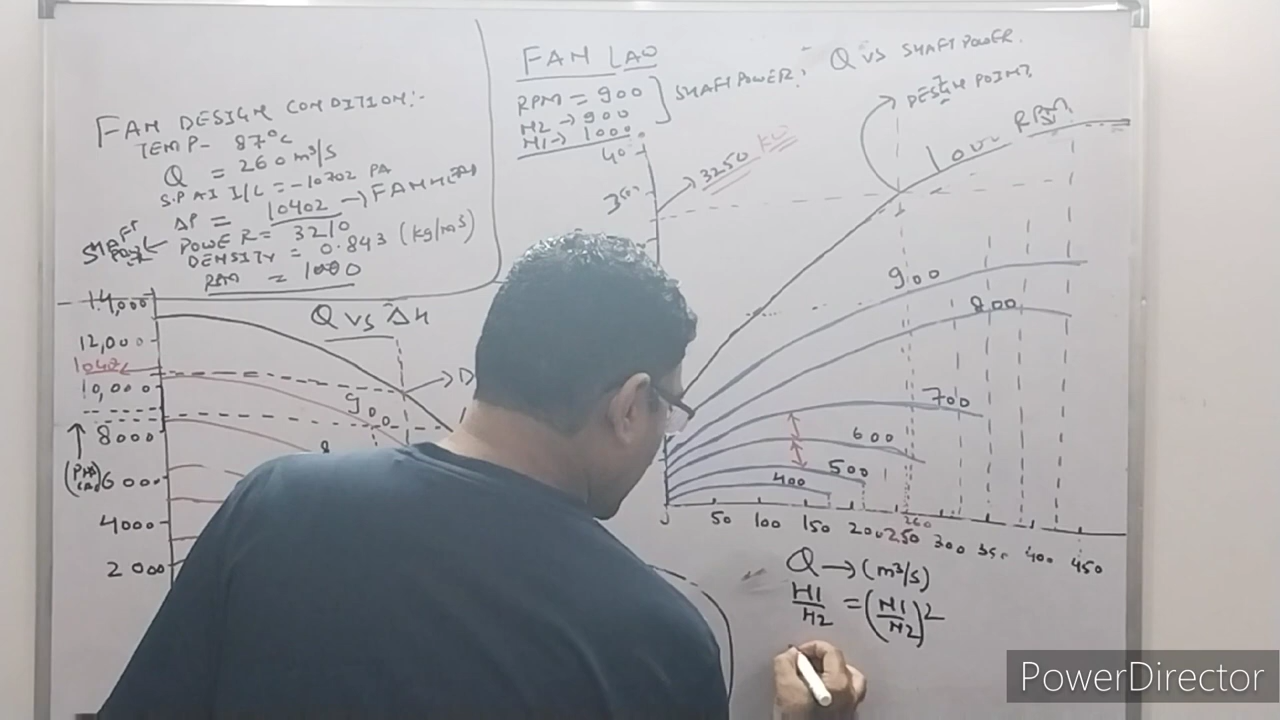 FAN DESIGN CONDITION:-
TEMP- 87°C
Q = 260 m³/s
S.P At I/L = -10702 PA
ΔP = 10402 → FAN HEAD
POWER = 3210
DENSITY = 0.843 (kg/m³)
RPM = 1000
FAN LAO
RPM = 900
N2 → 900
N1 → 1000
SHAFT POWER:
Q VS SHAFT POWER.
DESIGN POINT
3250 KW
1000 RPM
900
800
700
600
500
400
50 100 150 200 250 260 300 350 400 450
Q → (m³/s)
H1/H2 = (N1/N2)²
Q VS ΔH
14,000
12,000
10402
10,000
8000
6000
4000
2000
900
D
PowerDirector